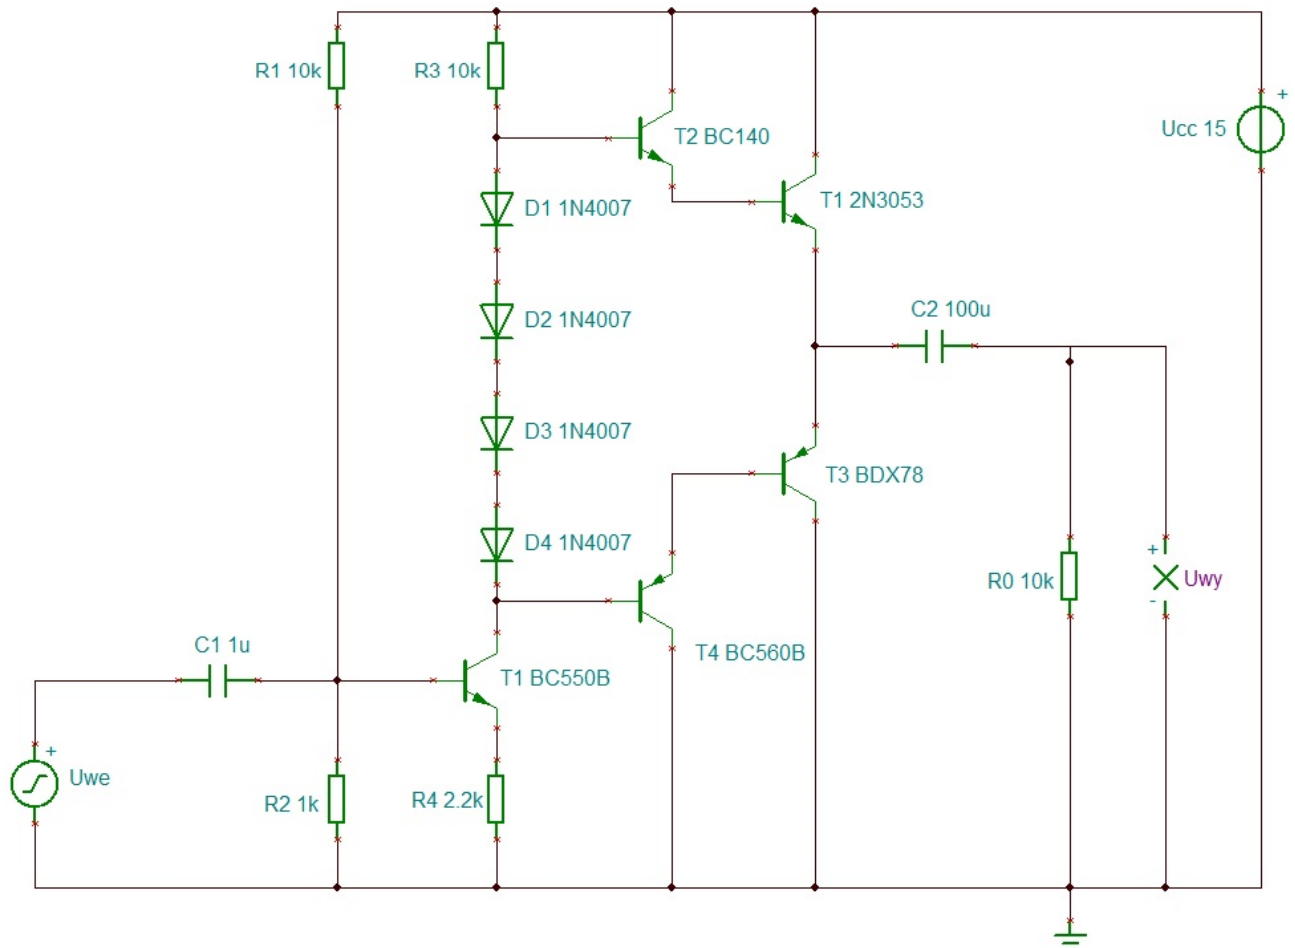 R1 10k
R3 10k
+
Ucc 15
T2 BC140
D1 1N4007
T1 2N3053
D2 1N4007
C2 100u
D3 1N4007
T3 BDX78
D4 1N4007
+
R0 10k
Uwy
-
C1 1u
T4 BC560B
T1 BC550B
+
Uwe
R2 1k
R4 2.2k